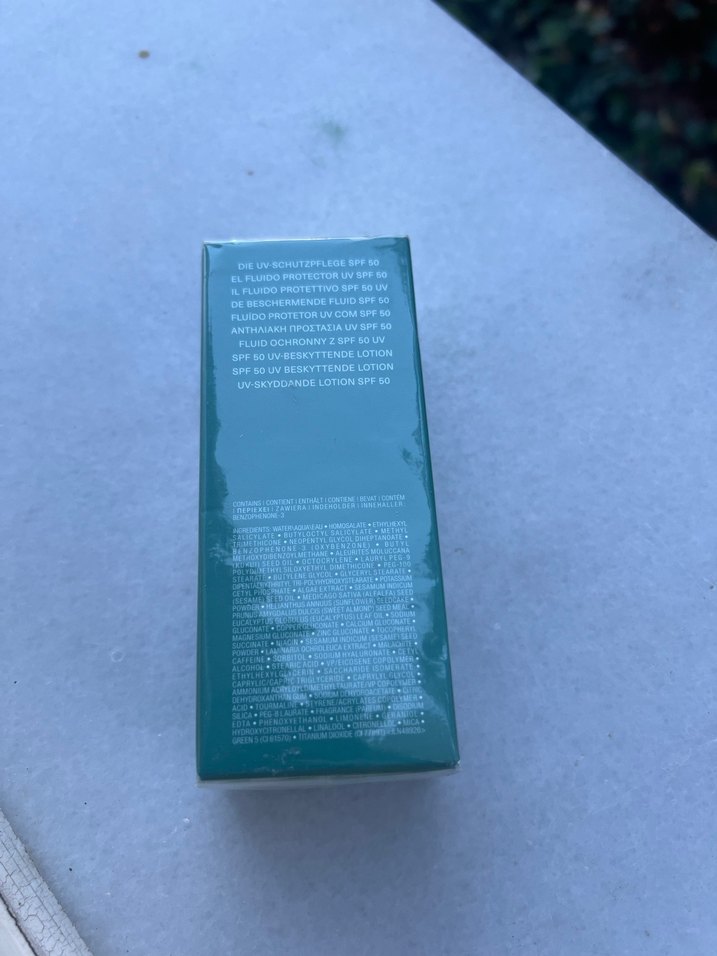 DIE UV-SCHUTZPFLEGE SPF 50
EL FLUIDO PROTECTOR UV SPF 50
IL FLUIDO PROTETTIVO SPF 50 UV
DE BESCHERMENDE FLUID SPF 50
FLUÍDO PROTETOR UV COM SPF 50
ΑΝΤΗΛΙΑΚΗ ΠΡΟΣΤΑΣΙΑ UV SPF 50
FLUID OCHRONNY Z SPF 50 UV
SPF 50 UV-BESKYTTENDE LOTION
SPF 50 UV BESKYTTENDE LOTION
UV-SKYDDANDE LOTION SPF 50
CONTAINS | CONTIENT | ENTHÄLT | CONTIENE | BEVAT | CONTÉM
| ΠΕΡΙΕΧΕΙ | ZAWIERA | INDEHOLDER | INNEHÅLLER:
BENZOPHENONE-3
INGREDIENTS: WATER\AQUA\EAU • HOMOSALATE • ETHYLHEXYL
SALICYLATE • BUTYLOCTYL SALICYLATE • METHYL
TRIMETHICONE • NEOPENTYL GLYCOL DIHEPTANOATE •
BENZOPHENONE-3 (OXYBENZONE) • BUTYL
METHOXYDIBENZOYLMETHANE • ALEURITES MOLUCCANA
(KUKUI) SEED OIL • OCTOCRYLENE • LAURYL PEG-9
POLYDIMETHYLSILOXYETHYL DIMETHICONE • PEG-100
STEARATE • BUTYLENE GLYCOL • GLYCERYL STEARATE •
DIPENTAERYTHRITYL TRI-POLYHYDROXYSTEARATE • POTASSIUM
CETYL PHOSPHATE • ALGAE EXTRACT • SESAMUM INDICUM
(SESAME) SEED OIL • MEDICAGO SATIVA (ALFALFA) SEED
POWDER • HELIANTHUS ANNUUS (SUNFLOWER) SEEDCAKE •
PRUNUS AMYGDALUS DULCIS (SWEET ALMOND) SEED MEAL •
EUCALYPTUS GLOBULUS (EUCALYPTUS) LEAF OIL • SODIUM
GLUCONATE • COPPER GLUCONATE • CALCIUM GLUCONATE •
MAGNESIUM GLUCONATE • ZINC GLUCONATE • TOCOPHERYL
SUCCINATE • NIACIN • SESAMUM INDICUM (SESAME) SEED
POWDER • LAMINARIA OCHROLEUCA EXTRACT • MALACHITE •
CAFFEINE • SORBITOL • SODIUM HYALURONATE • CETYL
ALCOHOL • STEARIC ACID • VP/EICOSENE COPOLYMER •
ETHYLHEXYLGLYCERIN • SACCHARIDE ISOMERATE •
CAPRYLIC/CAPRIC TRIGLYCERIDE • CAPRYLYL GLYCOL •
AMMONIUM ACRYLOYLDIMETHYLTAURATE/VP COPOLYMER •
DEHYDROXANTHAN GUM • SODIUM DEHYDROACETATE • CITRIC
ACID • TOURMALINE • STYRENE/ACRYLATES COPOLYMER •
SILICA • PEG-8 LAURATE • FRAGRANCE (PARFUM) • DISODIUM
EDTA • PHENOXYETHANOL • LIMONENE • GERANIOL •
HYDROXYCITRONELLAL • LINALOOL • CITRONELLOL • MICA •
GREEN 5 (CI 61570) • TITANIUM DIOXIDE (CI 77891)